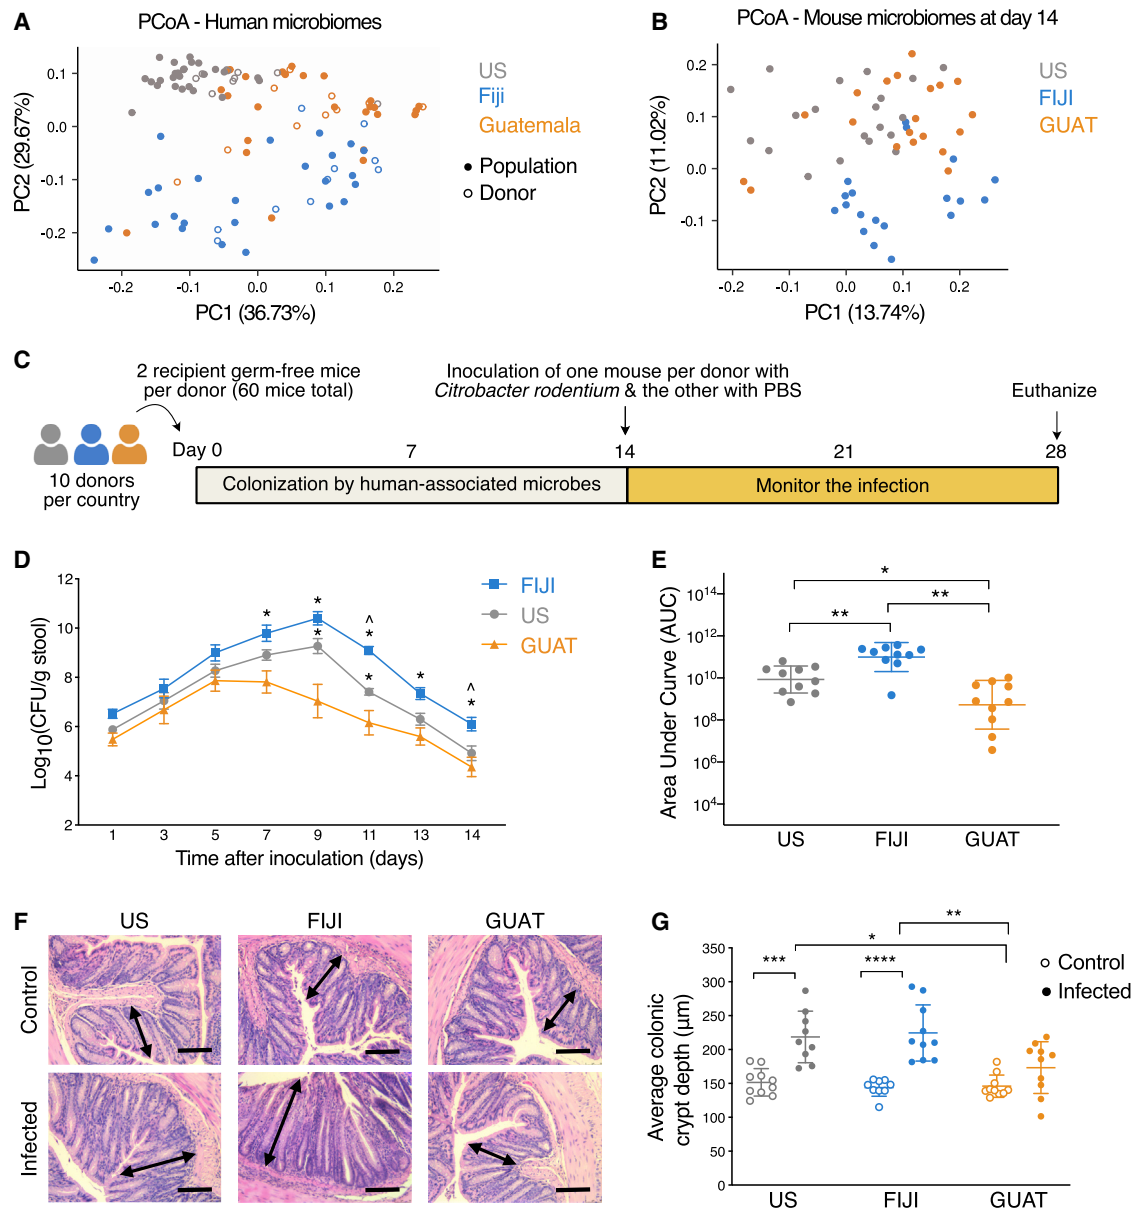 A
PCoA - Human microbiomes
PC2 (29.67%)
0.1
0.0
-0.1
-0.2
-0.2
-0.1
0.0
0.1
0.2
PC1 (36.73%)
US
Fiji
Guatemala
Population
Donor
B
PCoA - Mouse microbiomes at day 14
PC2 (11.02%)
0.2
0.1
0.0
-0.1
-0.2
-0.1
0.0
0.1
0.2
PC1 (13.74%)
US
FIJI
GUAT
C
2 recipient germ-free mice
per donor (60 mice total)
Inoculation of one mouse per donor with
Citrobacter rodentium & the other with PBS
Euthanize
Day 0
7
14
21
28
10 donors
per country
Colonization by human-associated microbes
Monitor the infection
D
Log10(CFU/g stool)
12
10
8
6
4
2
*
*
*
^
*
*
*
^
*
1
3
5
7
9
11
13
14
Time after inoculation (days)
FIJI
US
GUAT
E
Area Under Curve (AUC)
10^14
10^12
10^10
10^8
10^6
10^4
*
**
**
US
FIJI
GUAT
F
US
FIJI
GUAT
Control
Infected
G
Average colonic
crypt depth (µm)
350
300
250
200
150
100
50
0
**
*
***
****
Control
Infected
US
FIJI
GUAT